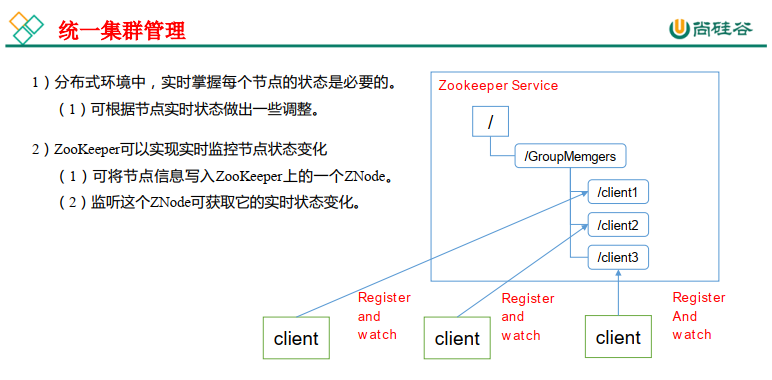 统一集群管理
尚硅谷
1）分布式环境中，实时掌握每个节点的状态是必要的。
（1）可根据节点实时状态做出一些调整。
2）ZooKeeper可以实现实时监控节点状态变化
（1）可将节点信息写入ZooKeeper上的一个ZNode。
（2）监听这个ZNode可获取它的实时状态变化。
Zookeeper Service
/
/GroupMemgers
/client1
/client2
/client3
Register
and
watch
Register
and
watch
Register
And
watch
client
client
client